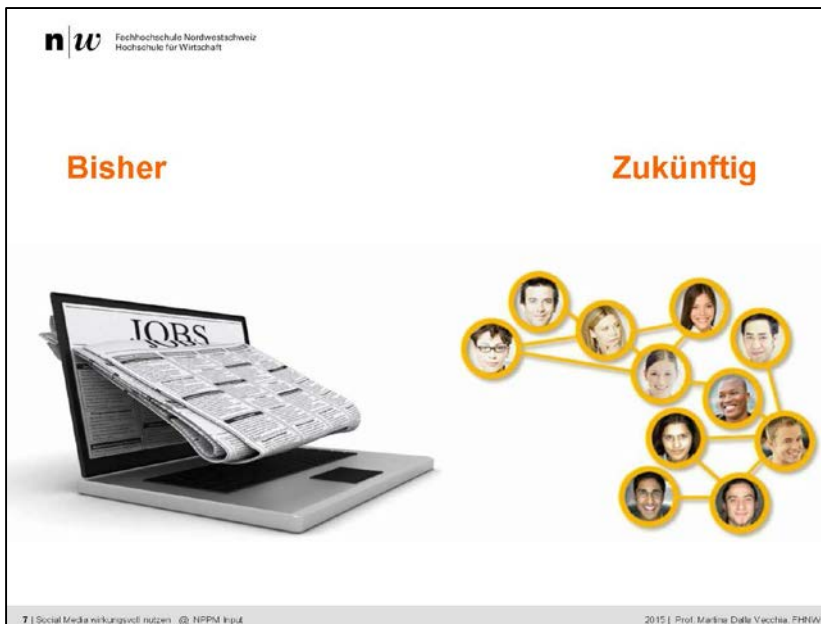 n|w Fachhochschule Nordwestschweiz
Hochschule für Wirtschaft
Bisher
Zukünftig
JOBS
7 | Social Media wirkungsvoll nutzen @ NPPM Input
2015 | Prof. Martina Dalla Vecchia, FHNW